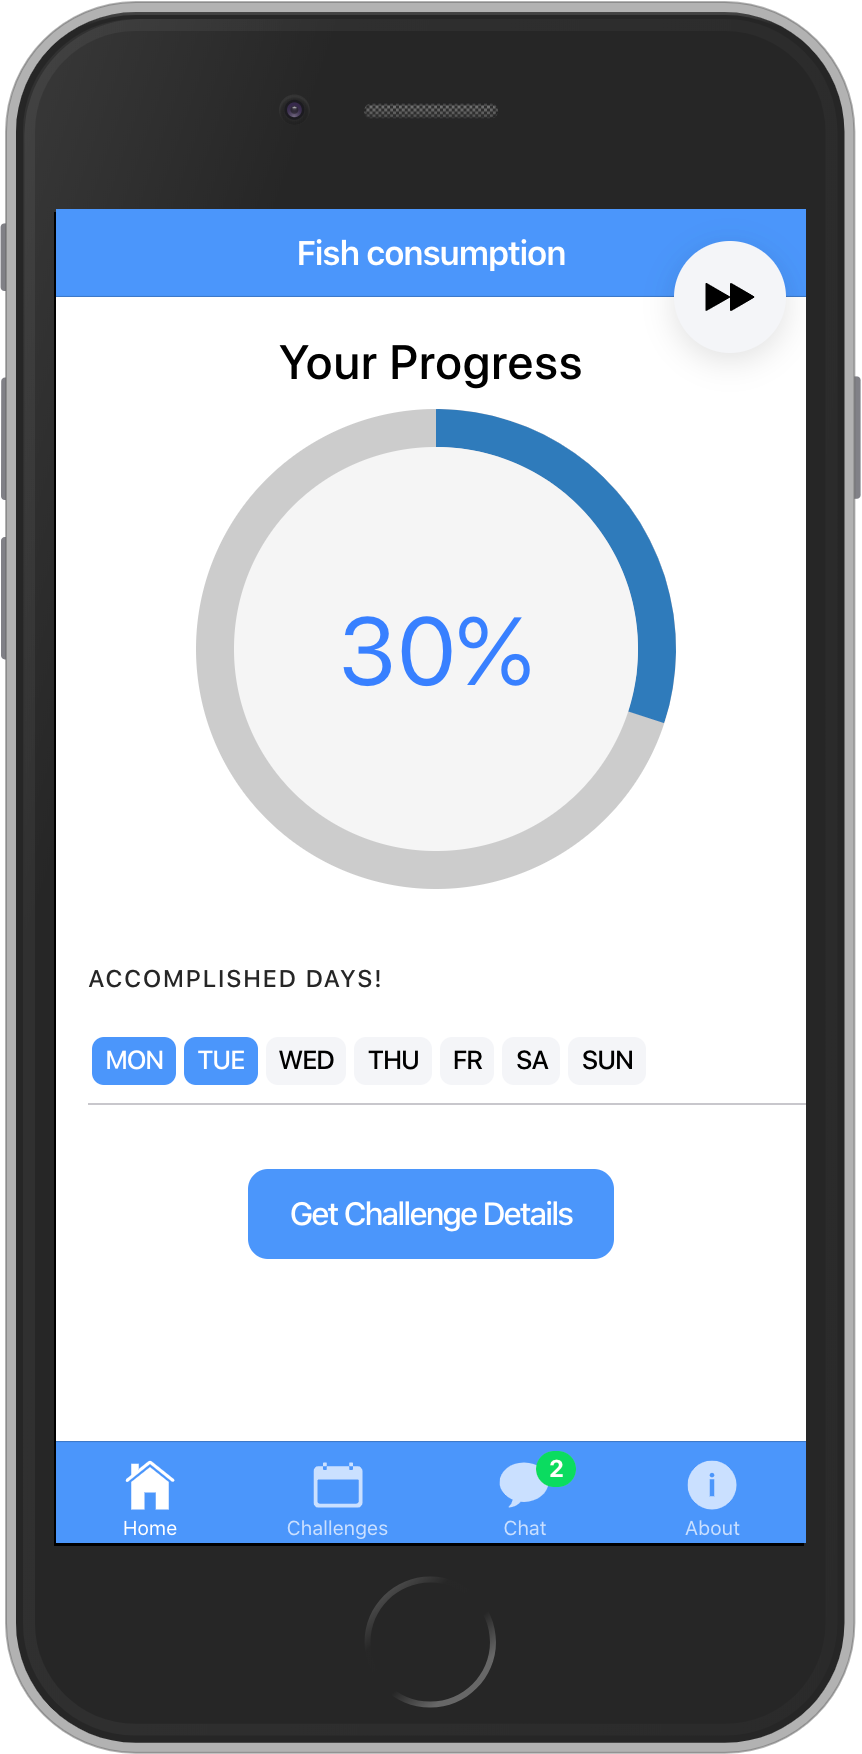 Fish consumption
Your Progress
30%
ACCOMPLISHED DAYS!
MON TUE WED THU FR SA SUN
Get Challenge Details
2
Home Challenges Chat About